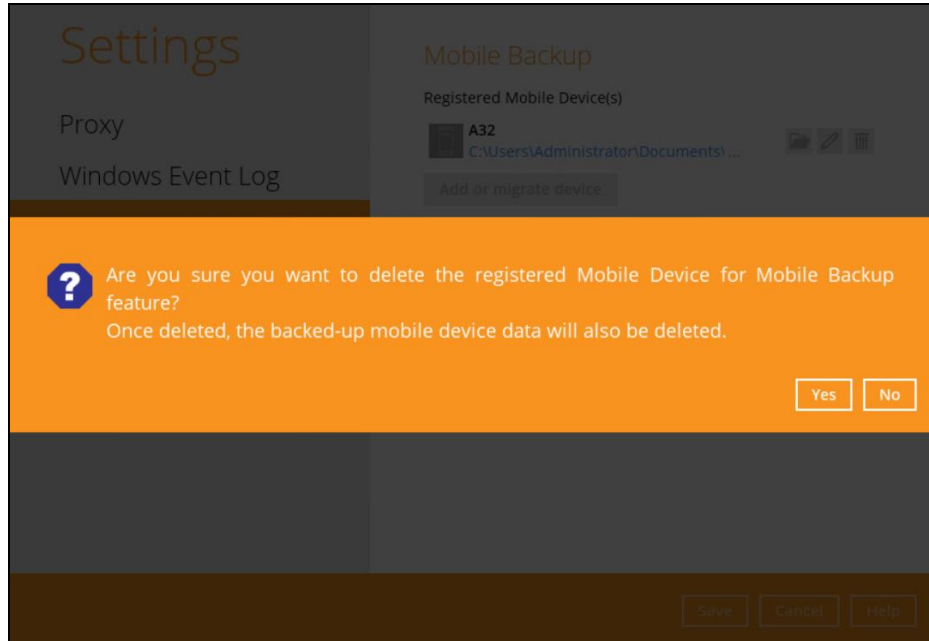 Settings
Proxy
Windows Event Log
Mobile Backup
Registered Mobile Device(s)
A32
C:\Users\Administrator\Documents\ ...
Add or migrate device
?
Are you sure you want to delete the registered Mobile Device for Mobile Backup
feature?
Once deleted, the backed-up mobile device data will also be deleted.
Yes No
Save Cancel Help